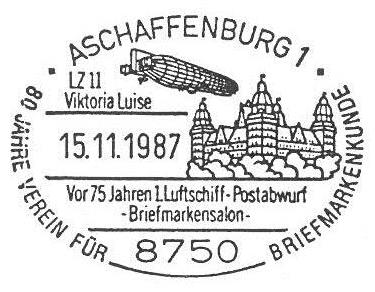 ASCHAFFENBURG 1
LZ 11
Viktoria Luise
15.11.1987
Vor 75 Jahren 1. Luftschiff-Postabwurf
-Briefmarkensalon-
80 JAHRE VEREIN FÜR BRIEFMARKENKUNDE
8750